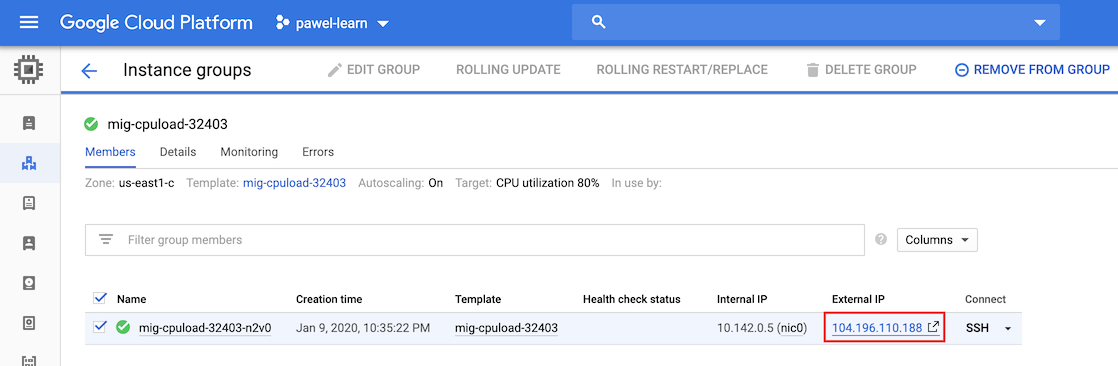 Google Cloud Platform pawel-learn
Instance groups EDIT GROUP ROLLING UPDATE ROLLING RESTART/REPLACE DELETE GROUP REMOVE FROM GROUP
mig-cpuload-32403
Members Details Monitoring Errors
Zone: us-east1-c Template: mig-cpuload-32403 Autoscaling: On Target: CPU utilization 80% In use by:
Filter group members ? Columns
Name Creation time Template Health check status Internal IP External IP Connect
mig-cpuload-32403-n2v0 Jan 9, 2020, 10:35:22 PM mig-cpuload-32403 10.142.0.5 (nic0) 104.196.110.188 SSH